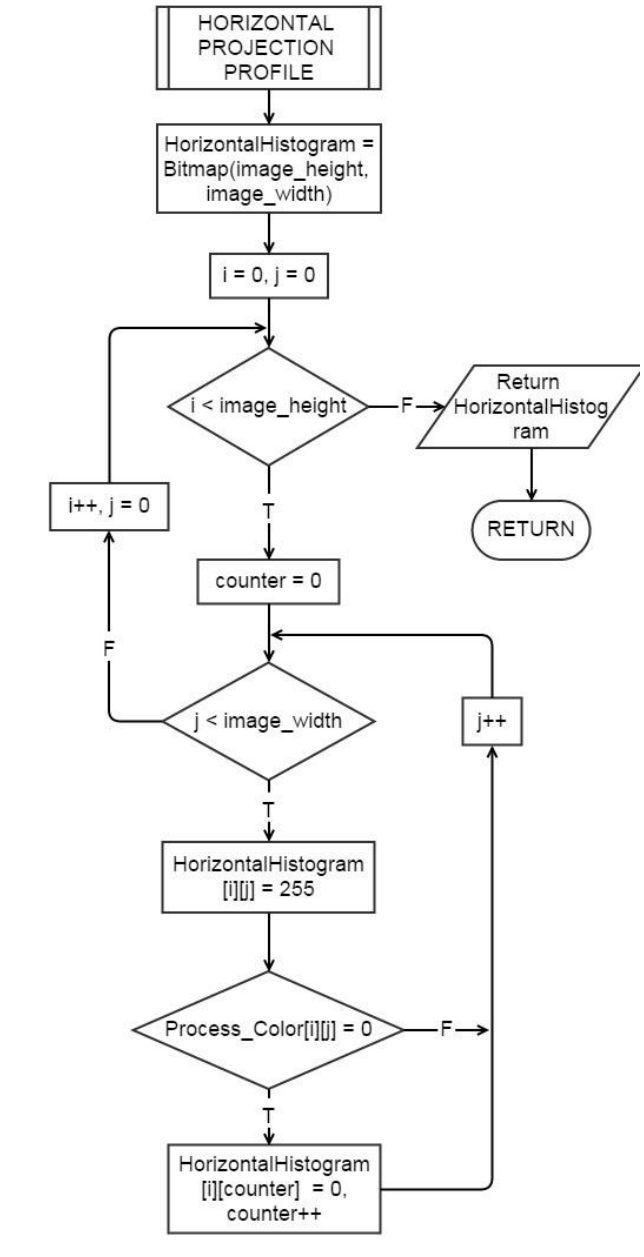 HORIZONTAL
PROJECTION
PROFILE
HorizontalHistogram =
Bitmap(image_height,
image_width)
i = 0, j = 0
i < image_height
F
Return
HorizontalHistog
ram
RETURN
i++, j = 0
T
counter = 0
F
j < image_width
j++
T
HorizontalHistogram
[i][j] = 255
Process_Color[i][j] = 0
F
T
HorizontalHistogram
[i][counter] = 0,
counter++